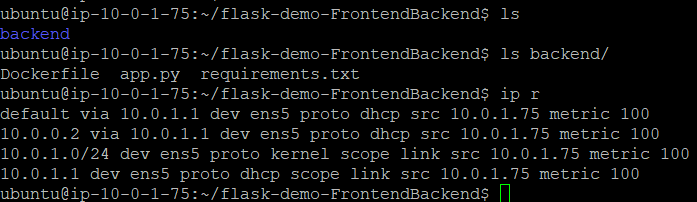 ubuntu@ip-10-0-1-75:~/flask-demo-FrontendBackend$ ls
backend
ubuntu@ip-10-0-1-75:~/flask-demo-FrontendBackend$ ls backend/
Dockerfile  app.py  requirements.txt
ubuntu@ip-10-0-1-75:~/flask-demo-FrontendBackend$ ip r
default via 10.0.1.1 dev ens5 proto dhcp src 10.0.1.75 metric 100
10.0.0.2 via 10.0.1.1 dev ens5 proto dhcp src 10.0.1.75 metric 100
10.0.1.0/24 dev ens5 proto kernel scope link src 10.0.1.75 metric 100
10.0.1.1 dev ens5 proto dhcp scope link src 10.0.1.75 metric 100
ubuntu@ip-10-0-1-75:~/flask-demo-FrontendBackend$